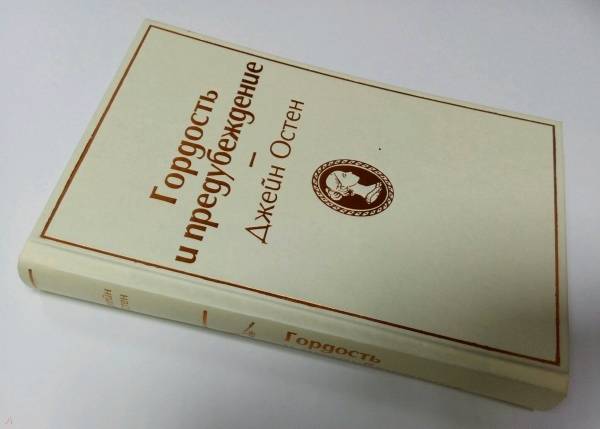 Гордость
и предубеждение
Джейн Остен
Гордость